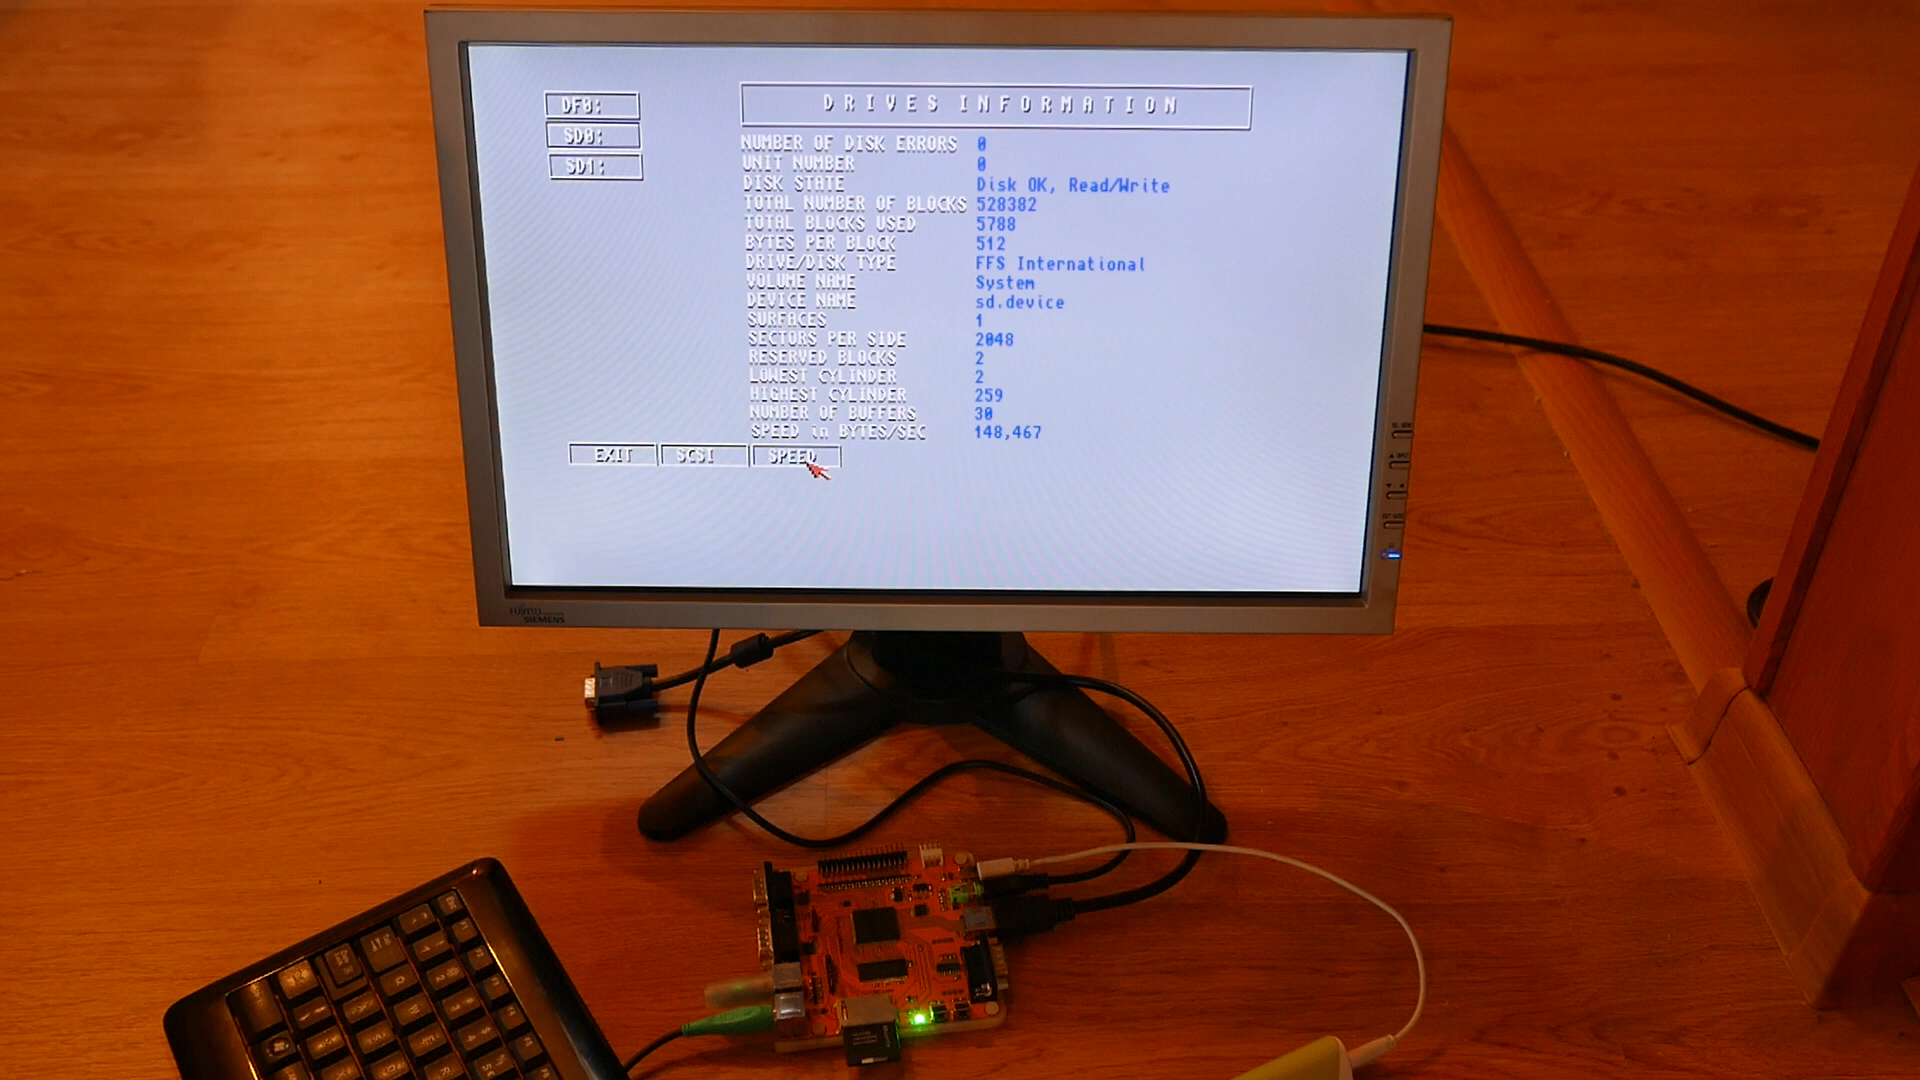 DF0:
SD0:
SD1:
DRIVES INFORMATION
NUMBER OF DISK ERRORS 0
UNIT NUMBER 0
DISK STATE Disk OK, Read/Write
TOTAL NUMBER OF BLOCKS 528382
TOTAL BLOCKS USED 5788
BYTES PER BLOCK 512
DRIVE/DISK TYPE FFS International
VOLUME NAME System
DEVICE NAME sd.device
SURFACES 1
SECTORS PER SIDE 2048
RESERVED BLOCKS 2
LOWEST CYLINDER 2
HIGHEST CYLINDER 259
NUMBER OF BUFFERS 30
SPEED in BYTES/SEC 148,467
EXIT SCSI SPEED
FUJITSU
SIEMENS